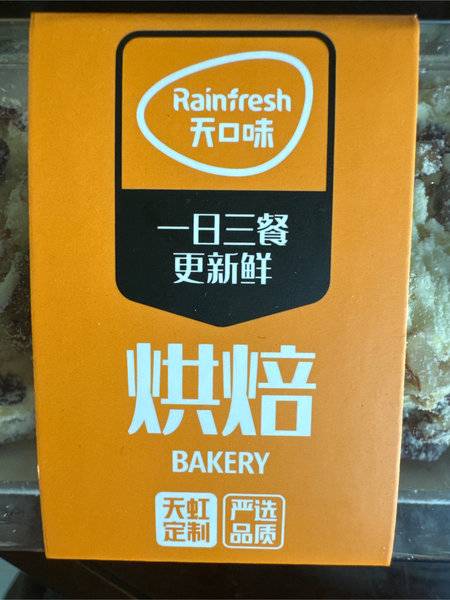 Rainfresh
天口味
一日三餐
更新鲜
烘焙
BAKERY
天虹
定制
严选
品质